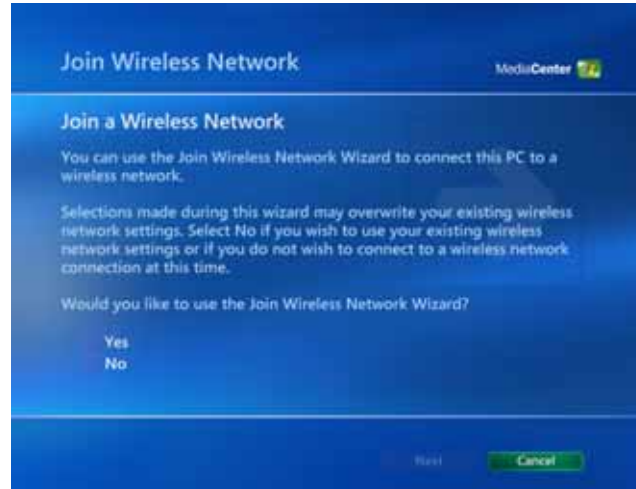 Join Wireless Network
MediaCenter
Join a Wireless Network
You can use the Join Wireless Network Wizard to connect this PC to a
wireless network.
Selections made during this wizard may overwrite your existing wireless
network settings. Select No if you wish to use your existing wireless
network settings or if you do not wish to connect to a wireless network
connection at this time.
Would you like to use the Join Wireless Network Wizard?
Yes
No
Next
Cancel